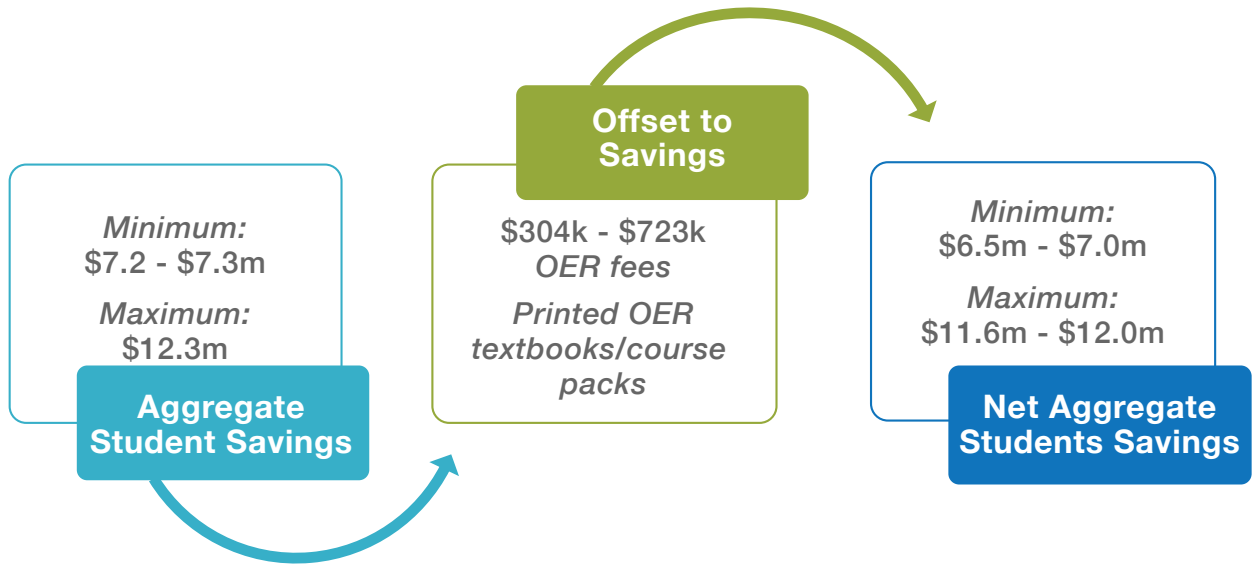 Minimum:
$7.2 - $7.3m
Maximum:
$12.3m
Aggregate
Student Savings
Offset to
Savings
$304k - $723k
OER fees
Printed OER
textbooks/course
packs
Minimum:
$6.5m - $7.0m
Maximum:
$11.6m - $12.0m
Net Aggregate
Students Savings